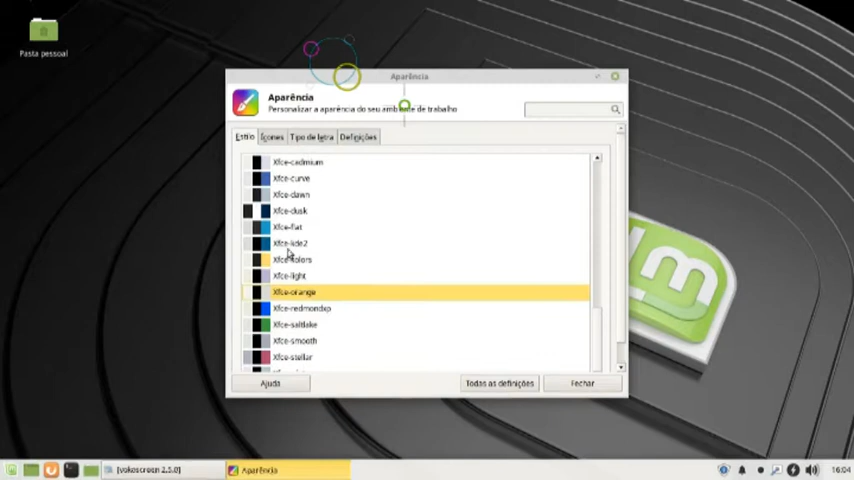 Pasta pessoal
Aparência
Aparência
Personalizar a aparência do seu ambiente de trabalho
Estilo
Ícones
Tipo de letra
Definições
Xfce-cadmium
Xfce-curve
Xfce-dawn
Xfce-dusk
Xfce-flat
Xfce-kde2
Xfce-kolors
Xfce-light
Xfce-orange
Xfce-redmondxp
Xfce-saltlake
Xfce-smooth
Xfce-stellar
Ajuda
Todas as definições
Fechar
[vokoscreen 2.5.0]
Aparência
16:04